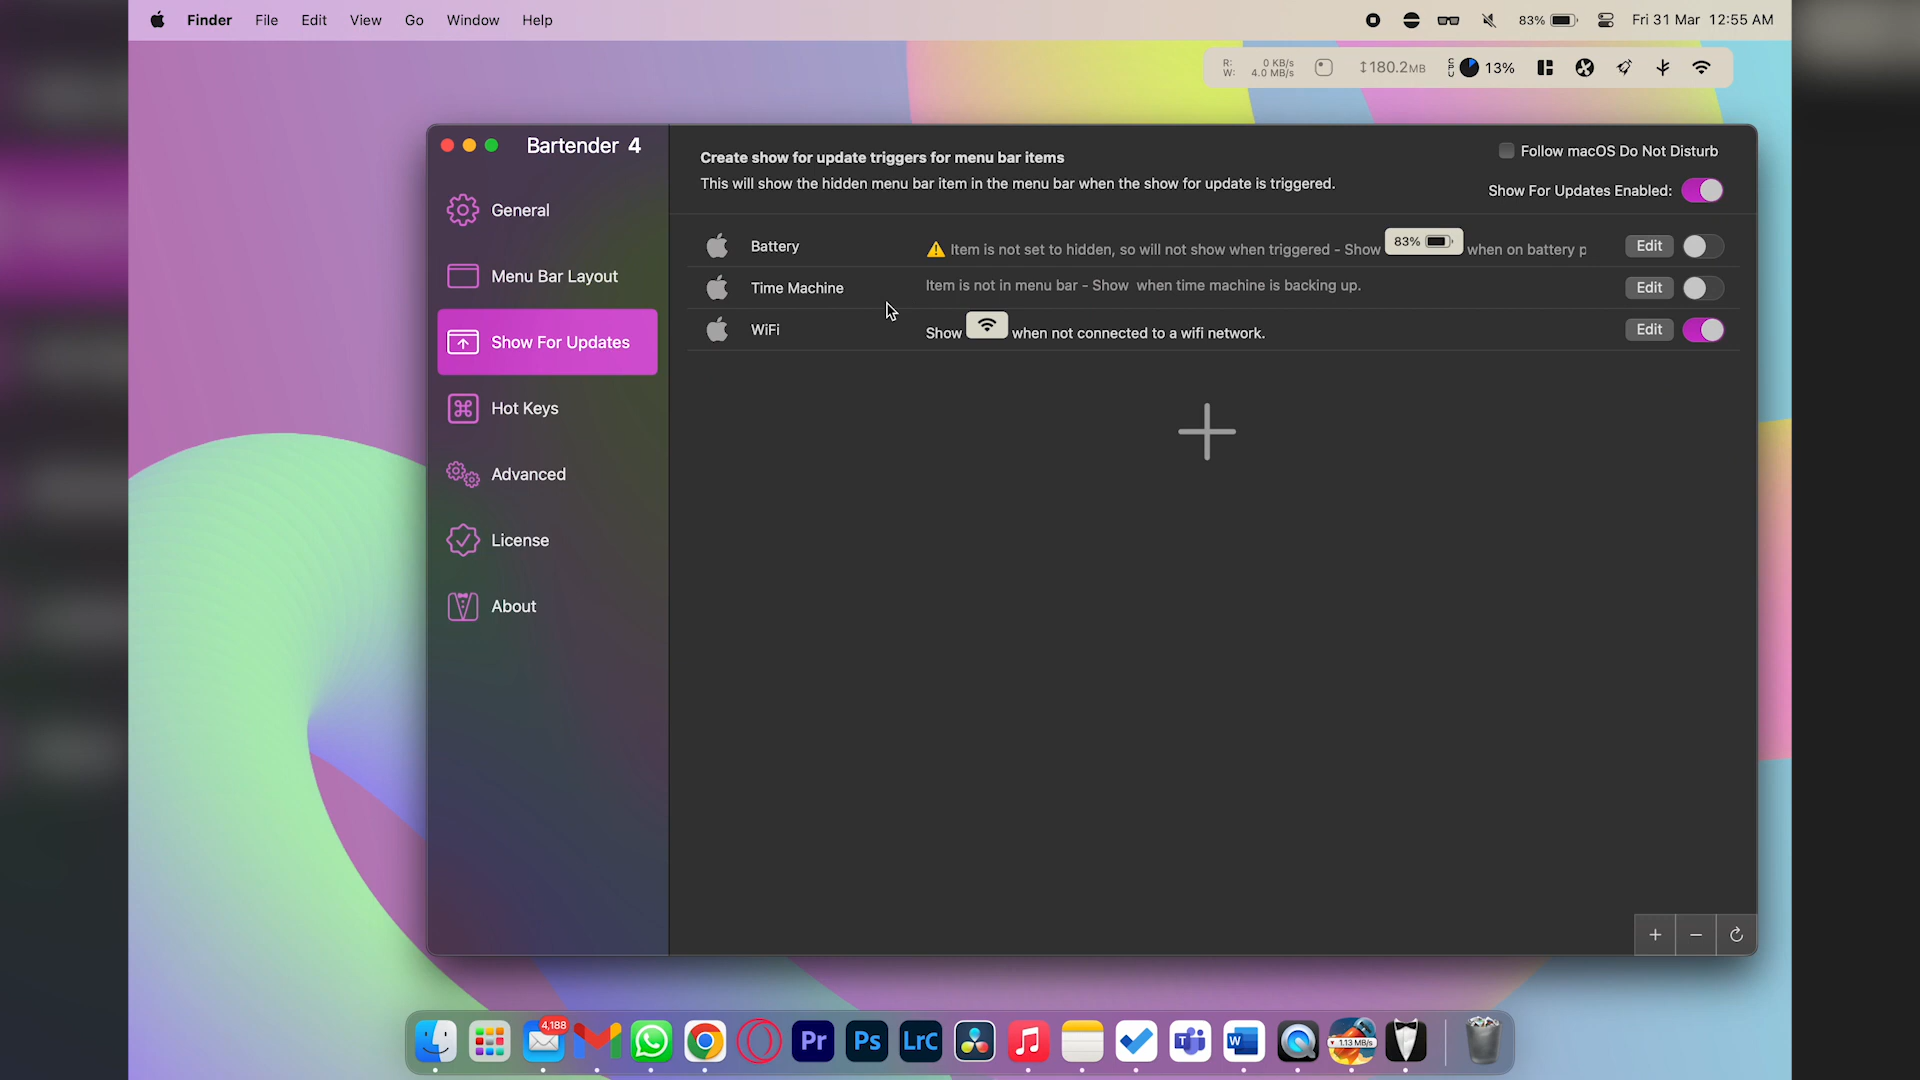 Finder File Edit View Go Window Help 83% Fri 31 Mar 12:55 AM
R: 0 KB/s
W: 4.0 MB/s
↕180.2MB CPU 13%
Bartender 4
General
Menu Bar Layout
Show For Updates
Hot Keys
Advanced
License
About
Create show for update triggers for menu bar items
This will show the hidden menu bar item in the menu bar when the show for update is triggered.
Follow macOS Do Not Disturb
Show For Updates Enabled:
Battery Item is not set to hidden, so will not show when triggered - Show 83% when on battery p Edit
Time Machine Item is not in menu bar - Show when time machine is backing up. Edit
WiFi Show when not connected to a wifi network. Edit
4,188
Pr Ps LrC
W
1.13 MB/s